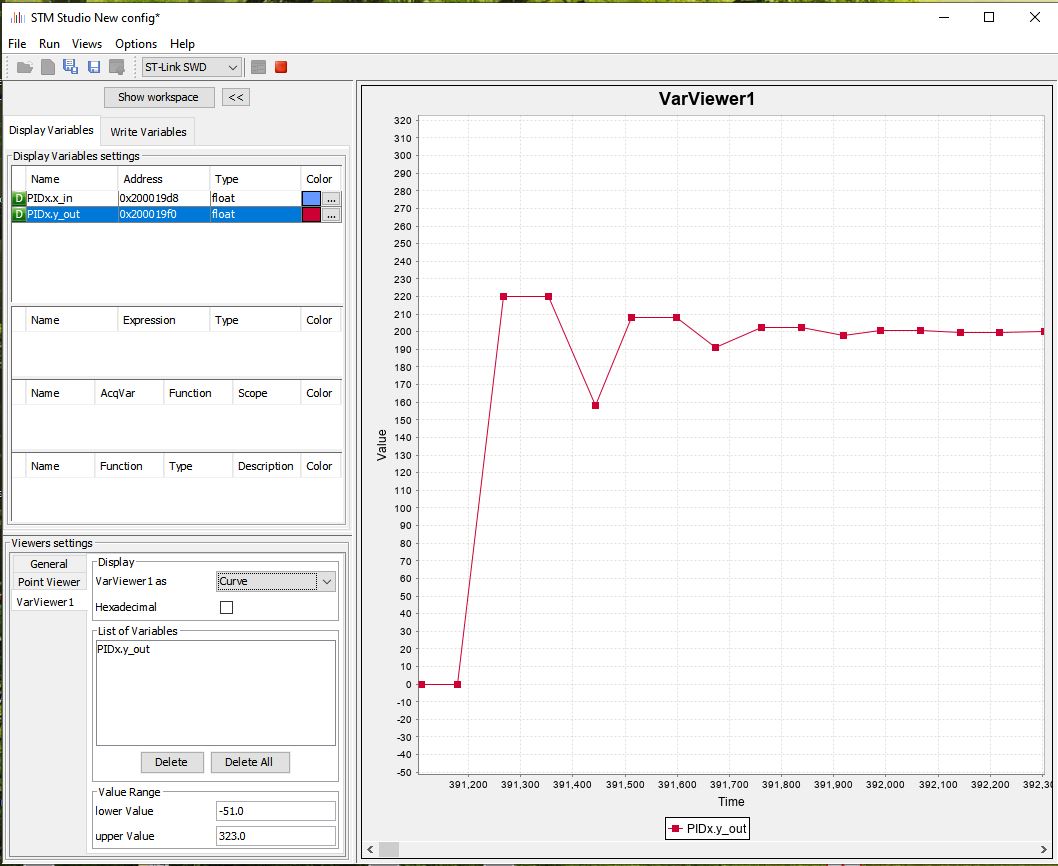 STM Studio New config*
File Run Views Options Help
ST-Link SWD
Show workspace <<
Display Variables Write Variables
Display Variables settings
Name Address Type Color
D PIDx.x_in 0x200019d8 float ...
D PIDx.y_out 0x200019f0 float ...
Name Expression Type Color
Name AcqVar Function Scope Color
Name Function Type Description Color
Viewers settings
General
Point Viewer
VarViewer1
Display
VarViewer1 as Curve
Hexadecimal
List of Variables
PIDx.y_out
Delete Delete All
Value Range
lower Value -51.0
upper Value 323.0
VarViewer1
320
310
300
290
280
270
260
250
240
230
220
210
200
190
180
170
160
150
140
130
120
110
100
90
80
70
60
50
40
30
20
10
0
-10
-20
-30
-40
-50
Value
391,200 391,300 391,400 391,500 391,600 391,700 391,800 391,900 392,000 392,100 392,200 392,30
Time
PIDx.y_out